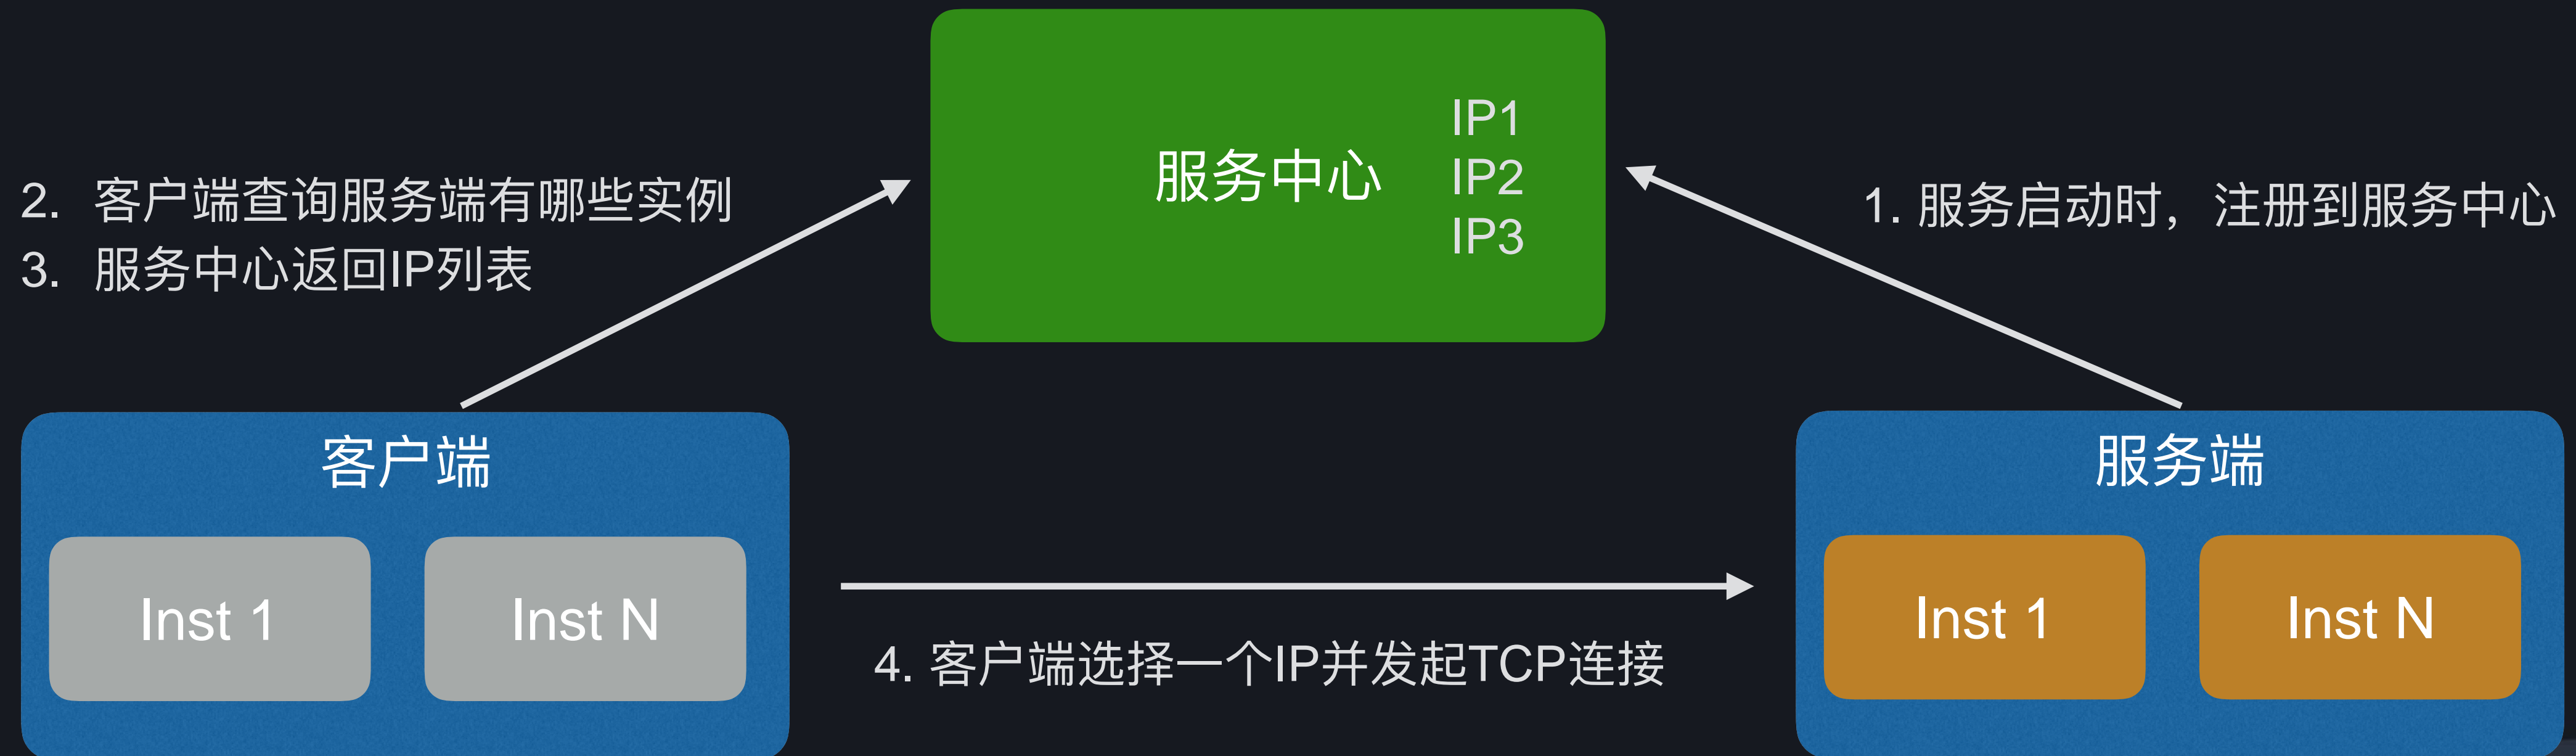 服务中心
IP1
IP2
IP3
2. 客户端查询服务端有哪些实例
3. 服务中心返回IP列表
1. 服务启动时，注册到服务中心
客户端
Inst 1
Inst N
4. 客户端选择一个IP并发起TCP连接
服务端
Inst 1
Inst N